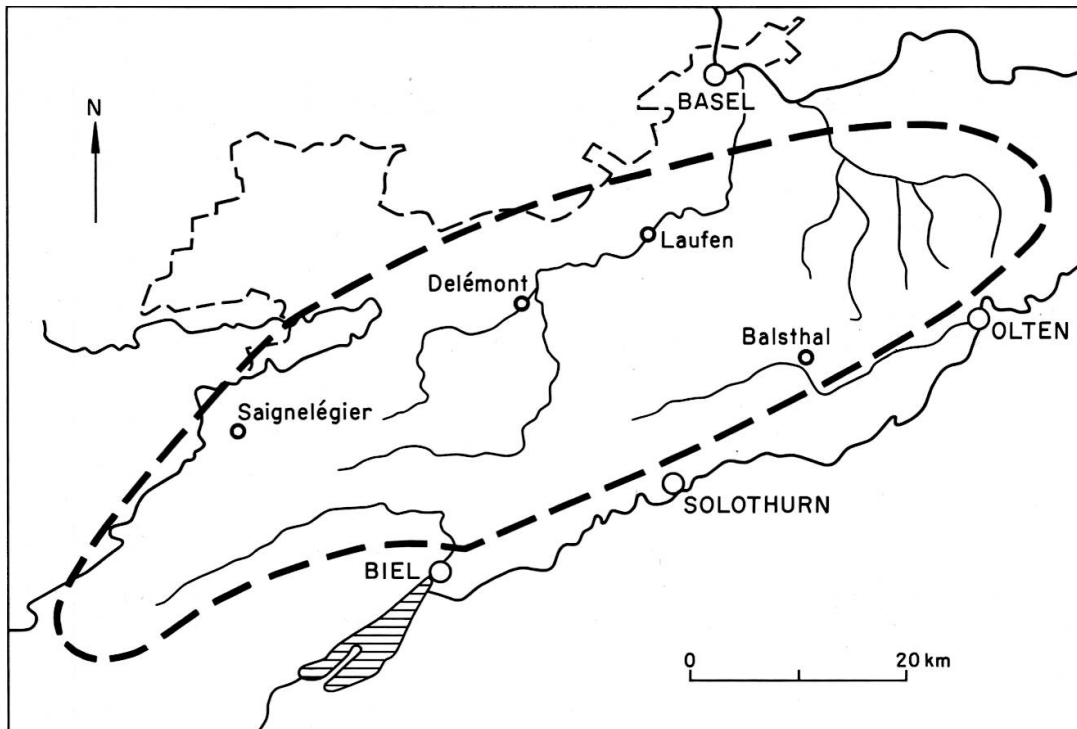 BASEL
N
Laufen
Delémont
OLTEN
Balsthal
Saignelégier
SOLOTHURN
BIEL
0 20 km